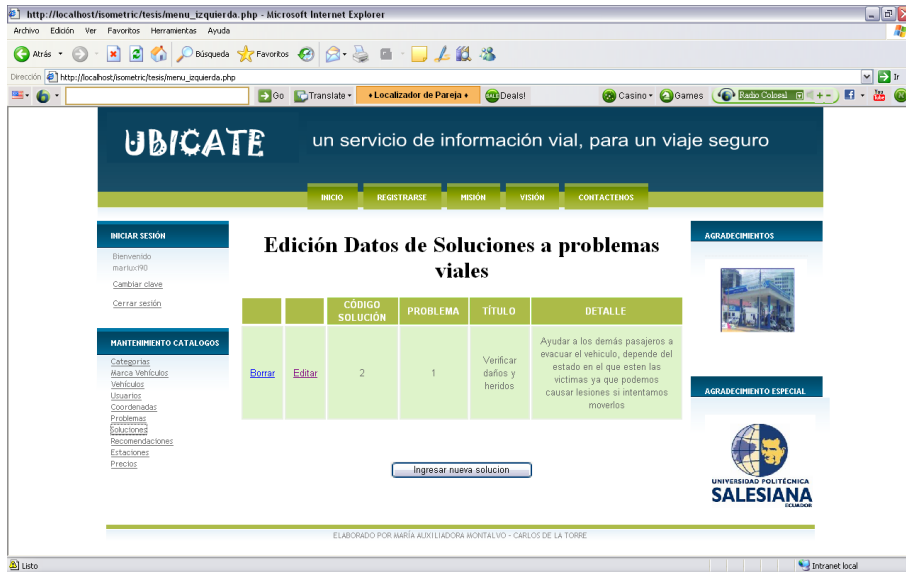 http://localhost/isometric/tesis/menu_izquierda.php - Microsoft Internet Explorer
Archivo Edición Ver Favoritos Herramientas Ayuda
Atrás Búsqueda Favoritos
Dirección http://localhost/isometric/tesis/menu_izquierda.php Ir
Go Translate Localizador de Pareja Deals! Casino Games Radio Colosal
UBICATE un servicio de información vial, para un viaje seguro
INICIO REGISTRARSE MISIÓN VISIÓN CONTACTENOS
INICIAR SESIÓN
Bienvenido
mariuxi90
Cambiar clave
Cerrar sesión
MANTENIMIENTO CATALOGOS
Categorias
Marca Vehículos
Vehículos
Usuarios
Coordenadas
Problemas
Soluciones
Recomendaciones
Estaciones
Precios
Edición Datos de Soluciones a problemas
viales
CÓDIGO
SOLUCIÓN
PROBLEMA TÍTULO DETALLE
Borrar Editar 2 1
Verificar
daños y
heridos
Ayudar a los demás pasajeros a
evacuar el vehiculo, depende del
estado en el que esten las
victimas ya que podemos
causar lesiones si intentamos
moverlos
Ingresar nueva solucion
AGRADECIMIENTOS
AGRADECIMIENTO ESPECIAL
UNIVERSIDAD POLITÉCNICA
SALESIANA
ECUADOR
ELABORADO POR MARÍA AUXILIADORA MONTALVO - CARLOS DE LA TORRE
Listo Intranet local